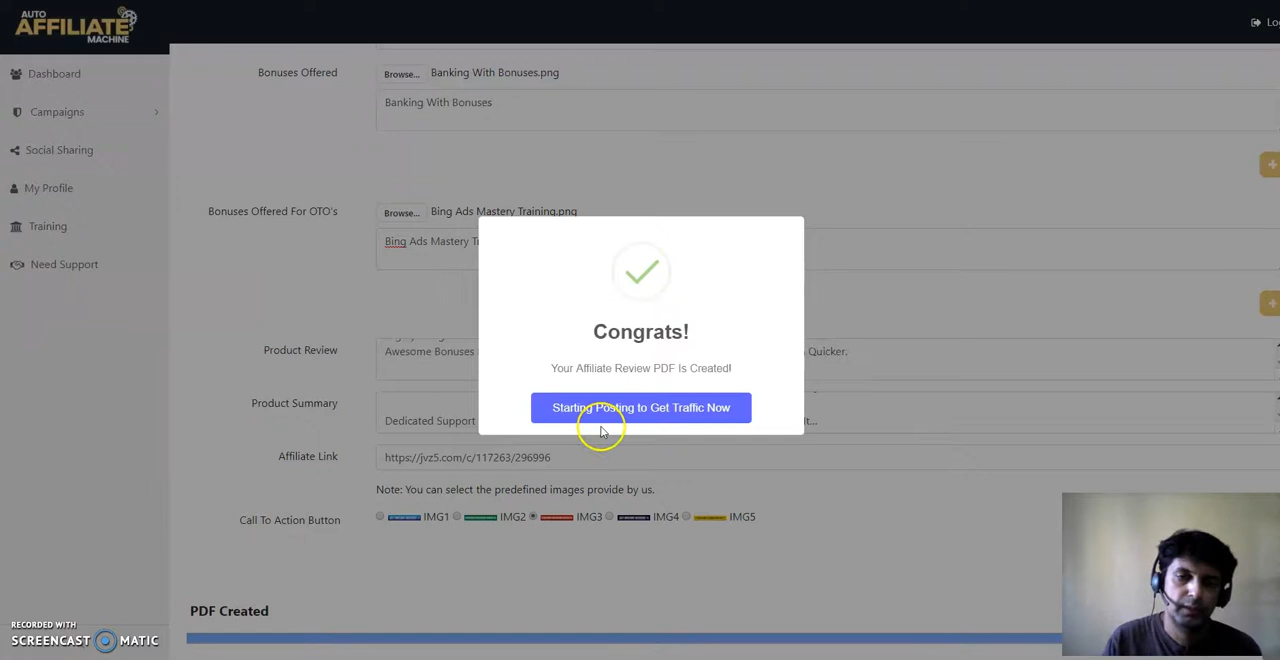 AUTO
AFFILIATE
MACHINE
Dashboard
Bonuses Offered
Browse...
Banking With Bonuses.png
Campaigns
Banking With Bonuses
Social Sharing
My Profile
Bonuses Offered For OTO's
Browse...
Bing Ads Mastery Training.png
Training
Bing Ads Mastery
Need Support
Congrats!
Product Review
Awesome Bonuses
Quicker.
Your Affiliate Review PDF Is Created!
Product Summary
Starting Posting to Get Traffic Now
Dedicated Support
Affiliate Link
https://jvz5.com/c/117263/296996
Note: You can select the predefined images provide by us.
Call To Action Button
IMG1 IMG2 IMG3 IMG4 IMG5
PDF Created
RECORDED WITH
SCREENCAST MATIC